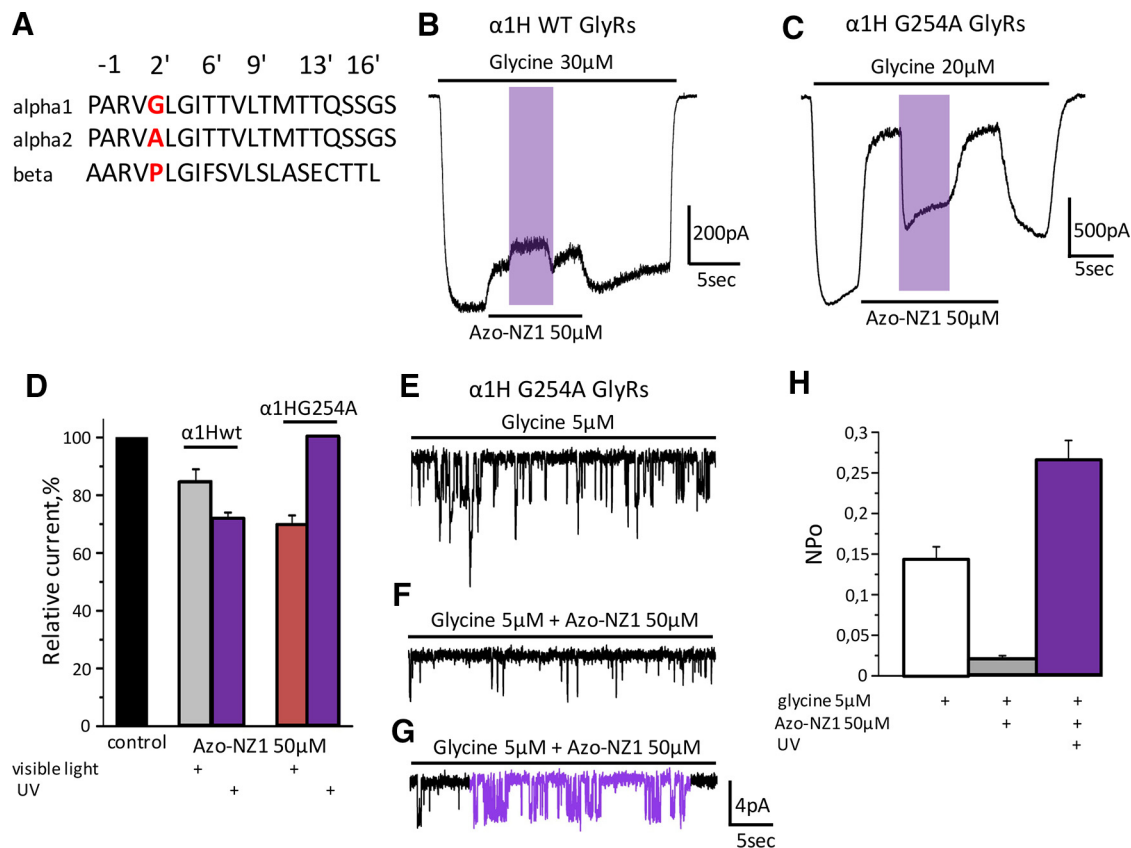 A
-1 2' 6' 9' 13' 16'
alpha1 PARVGLGITTVLTMTTQSSGS
alpha2 PARVALGITTVLTMTTQSSGS
beta AARVPLGIFSVLSLASECTTL
B
α1H WT GlyRs
Glycine 30µM
200pA
5sec
Azo-NZ1 50µM
C
α1H G254A GlyRs
Glycine 20µM
500pA
5sec
Azo-NZ1 50µM
D
Relative current,%
100
80
60
40
20
0
α1Hwt
α1HG254A
control
Azo-NZ1 50µM
visible light + +
UV + +
E
α1H G254A GlyRs
Glycine 5µM
F
Glycine 5µM + Azo-NZ1 50µM
G
Glycine 5µM + Azo-NZ1 50µM
4pA
5sec
H
NPo
0,3
0,25
0,2
0,15
0,1
0,05
0
glycine 5µM + + +
Azo-NZ1 50µM + +
UV +